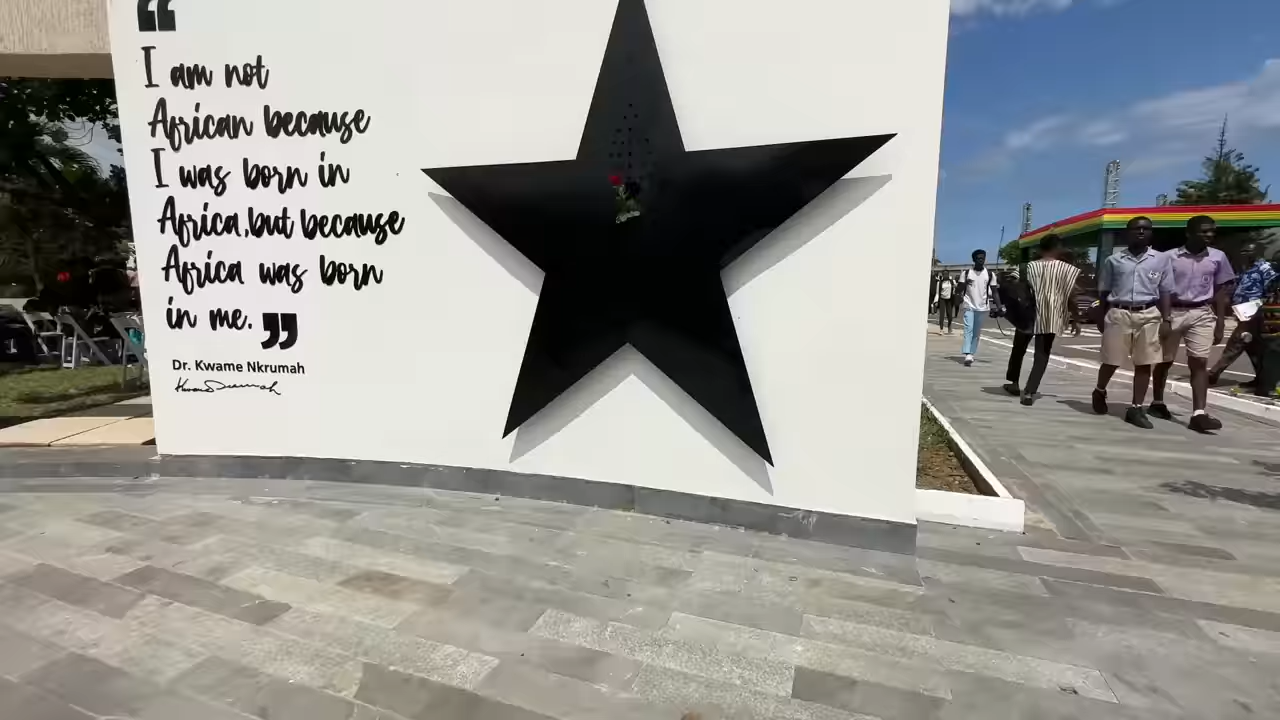 “
I am not
African because
I was born in
Africa, but because
Africa was born
in me.”
Dr. Kwame Nkrumah